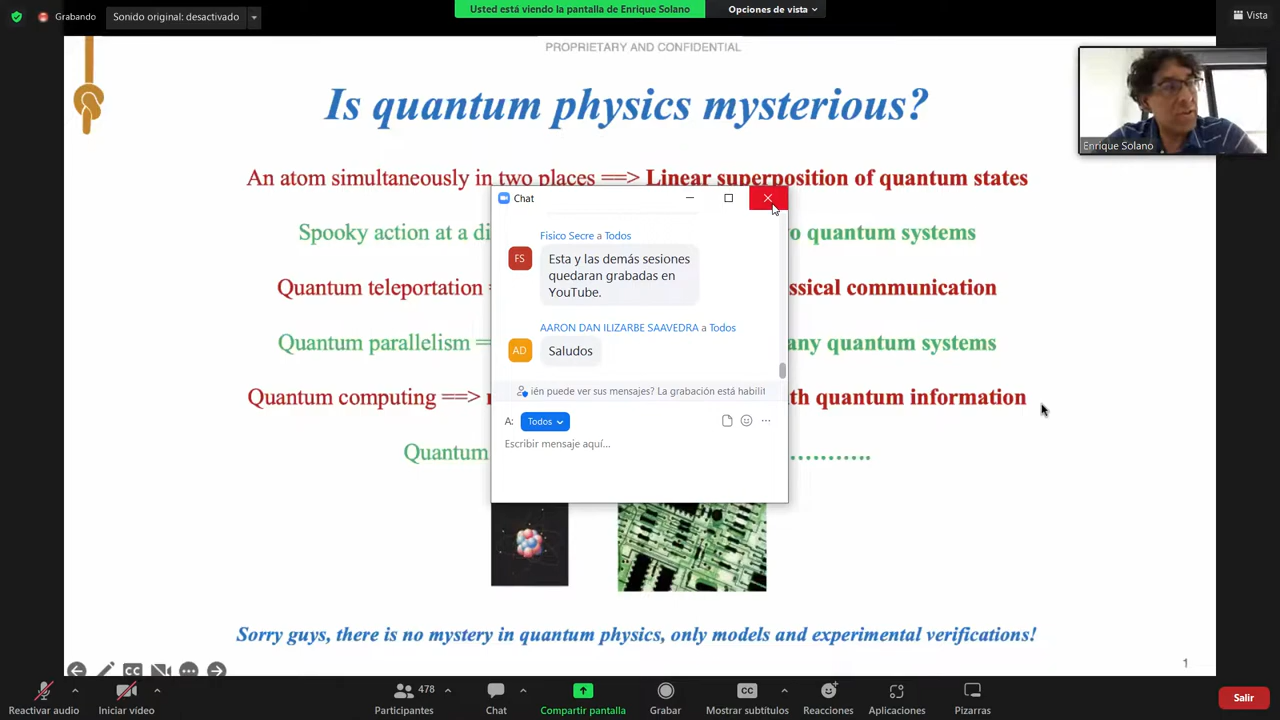 Grabando
Sonido original: desactivado
Usted está viendo la pantalla de Enrique Solano
Opciones de vista
Vista
PROPRIETARY AND CONFIDENTIAL
Is quantum physics mysterious?
Enrique Solano
An atom simultaneously in two places ==> Linear superposition of quantum states
Spooky action at a di
o quantum systems
Quantum teleportation =
ssical communication
Quantum parallelism =
any quantum systems
Quantum computing ==>
th quantum information
Quantum
Chat
Fisico Secre a Todos
FS
Esta y las demás sesiones
quedaran grabadas en
YouTube.
AARON DAN ILIZARBE SAAVEDRA a Todos
AD
Saludos
ién puede ver sus mensajes? La grabación está habilit
A: Todos
Escribir mensaje aquí...
Sorry guys, there is no mystery in quantum physics, only models and experimental verifications!
1
CC
Reactivar audio
Iniciar vídeo
478
Participantes
Chat
Compartir pantalla
Grabar
CC
Mostrar subtítulos
Reacciones
Aplicaciones
Pizarras
Salir